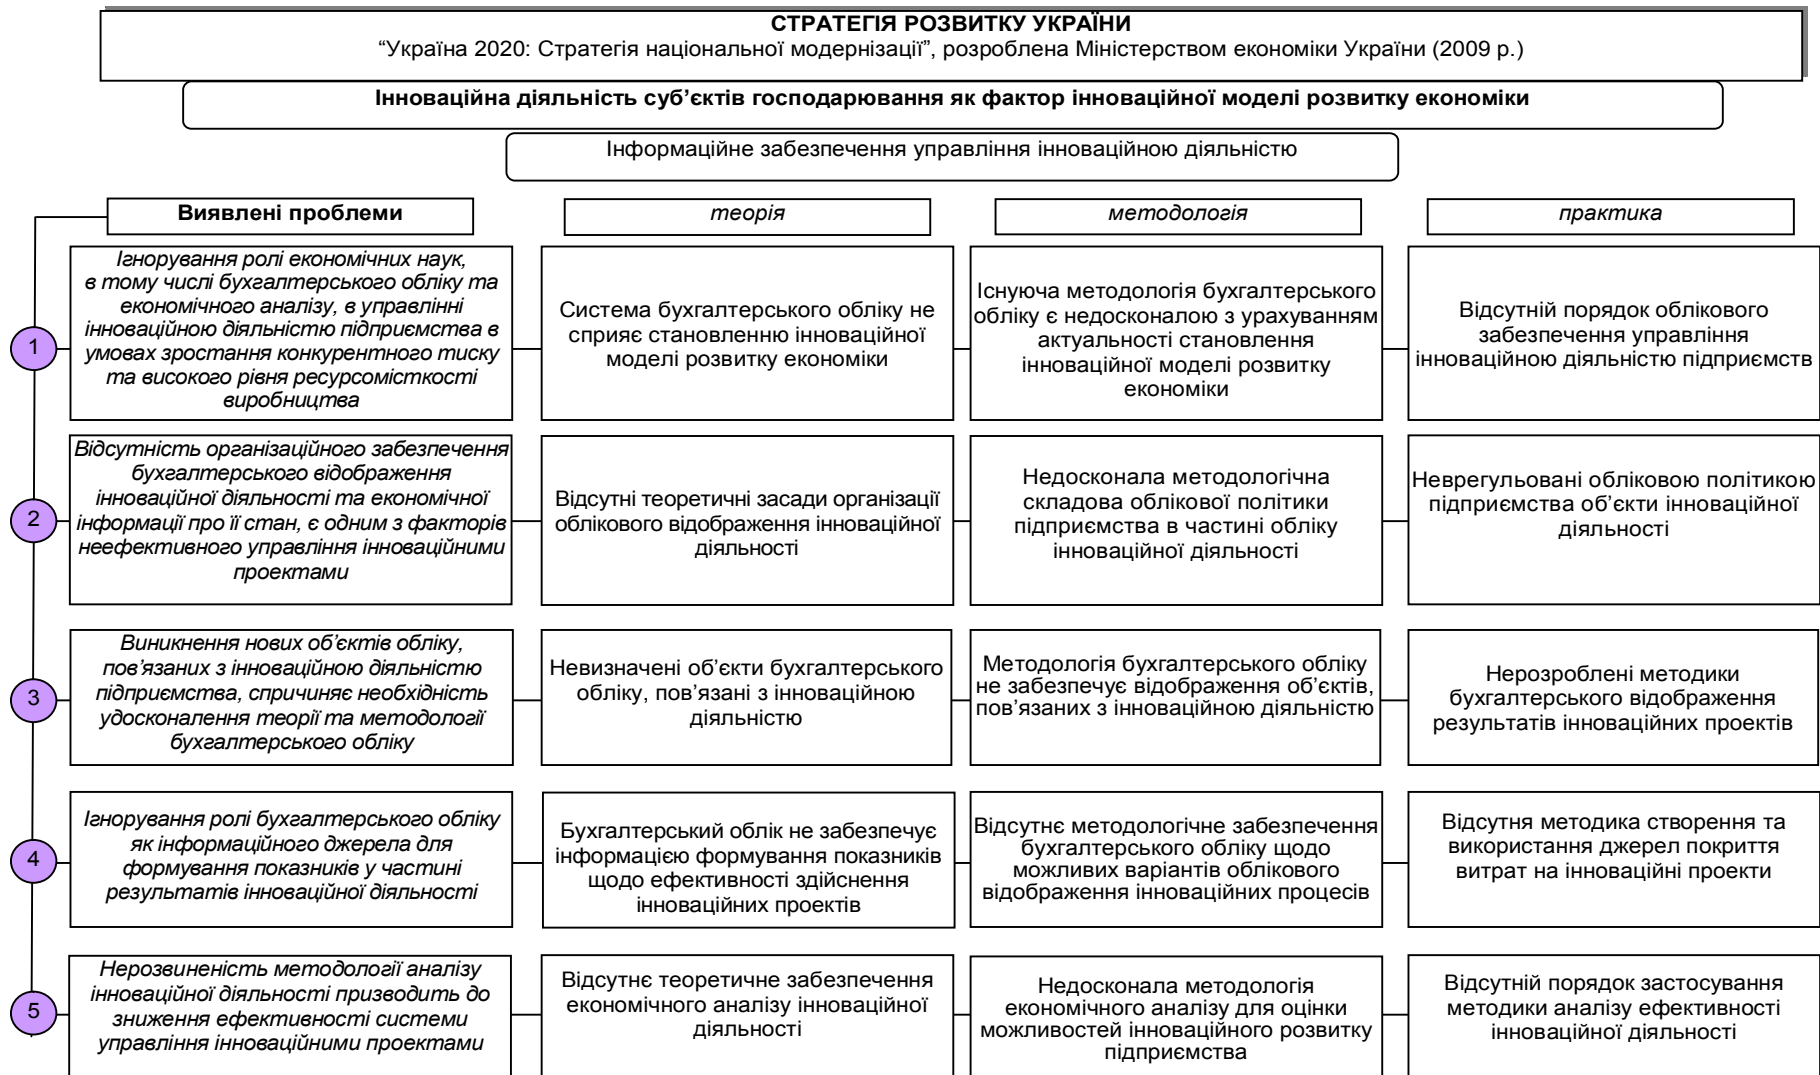 СТРАТЕГІЯ РОЗВИТКУ УКРАЇНИ
“Україна 2020: Стратегія національної модернізації”, розроблена Міністерством економіки України (2009 р.)
Інноваційна діяльність суб’єктів господарювання як фактор інноваційної моделі розвитку економіки
Інформаційне забезпечення управління інноваційною діяльністю
Виявлені проблеми
теорія
методологія
практика
1
Ігнорування ролі економічних наук,
в тому числі бухгалтерського обліку та
економічного аналізу, в управлінні
інноваційною діяльністю підприємства в
умовах зростання конкурентного тиску
та високого рівня ресурсомісткості
виробництва
Система бухгалтерського обліку не
сприяє становленню інноваційної
моделі розвитку економіки
Існуюча методологія бухгалтерського
обліку є недосконалою з урахуванням
актуальності становлення
інноваційної моделі розвитку
економіки
Відсутній порядок облікового
забезпечення управління
інноваційною діяльністю підприємств
2
Відсутність організаційного забезпечення
бухгалтерського відображення
інноваційної діяльності та економічної
інформації про її стан, є одним з факторів
неефективного управління інноваційними
проектами
Відсутні теоретичні засади організації
облікового відображення інноваційної
діяльності
Недосконала методологічна
складова облікової політики
підприємства в частині обліку
інноваційної діяльності
Неврегульовані обліковою політикою
підприємства об’єкти інноваційної
діяльності
3
Виникнення нових об’єктів обліку,
пов’язаних з інноваційною діяльністю
підприємства, спричиняє необхідність
удосконалення теорії та методології
бухгалтерського обліку
Невизначені об’єкти бухгалтерського
обліку, пов’язані з інноваційною
діяльністю
Методологія бухгалтерського обліку
не забезпечує відображення об’єктів,
пов’язаних з інноваційною діяльністю
Нерозроблені методики
бухгалтерського відображення
результатів інноваційних проектів
4
Ігнорування ролі бухгалтерського обліку
як інформаційного джерела для
формування показників у частині
результатів інноваційної діяльності
Бухгалтерський облік не забезпечує
інформацією формування показників
щодо ефективності здійснення
інноваційних проектів
Відсутнє методологічне забезпечення
бухгалтерського обліку щодо
можливих варіантів облікового
відображення інноваційних процесів
Відсутня методика створення та
використання джерел покриття
витрат на інноваційні проекти
5
Нерозвиненість методології аналізу
інноваційної діяльності призводить до
зниження ефективності системи
управління інноваційними проектами
Відсутнє теоретичне забезпечення
економічного аналізу інноваційної
діяльності
Недосконала методологія
економічного аналізу для оцінки
можливостей інноваційного розвитку
підприємства
Відсутній порядок застосування
методики аналізу ефективності
інноваційної діяльності